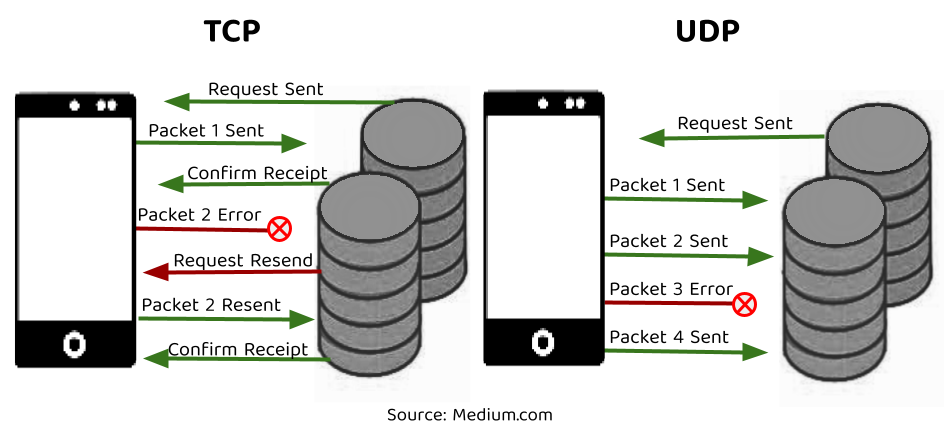 TCP
Request Sent
Packet 1 Sent
Confirm Receipt
Packet 2 Error
Request Resend
Packet 2 Resent
Confirm Receipt
UDP
Request Sent
Packet 1 Sent
Packet 2 Sent
Packet 3 Error
Packet 4 Sent
Source: Medium.com